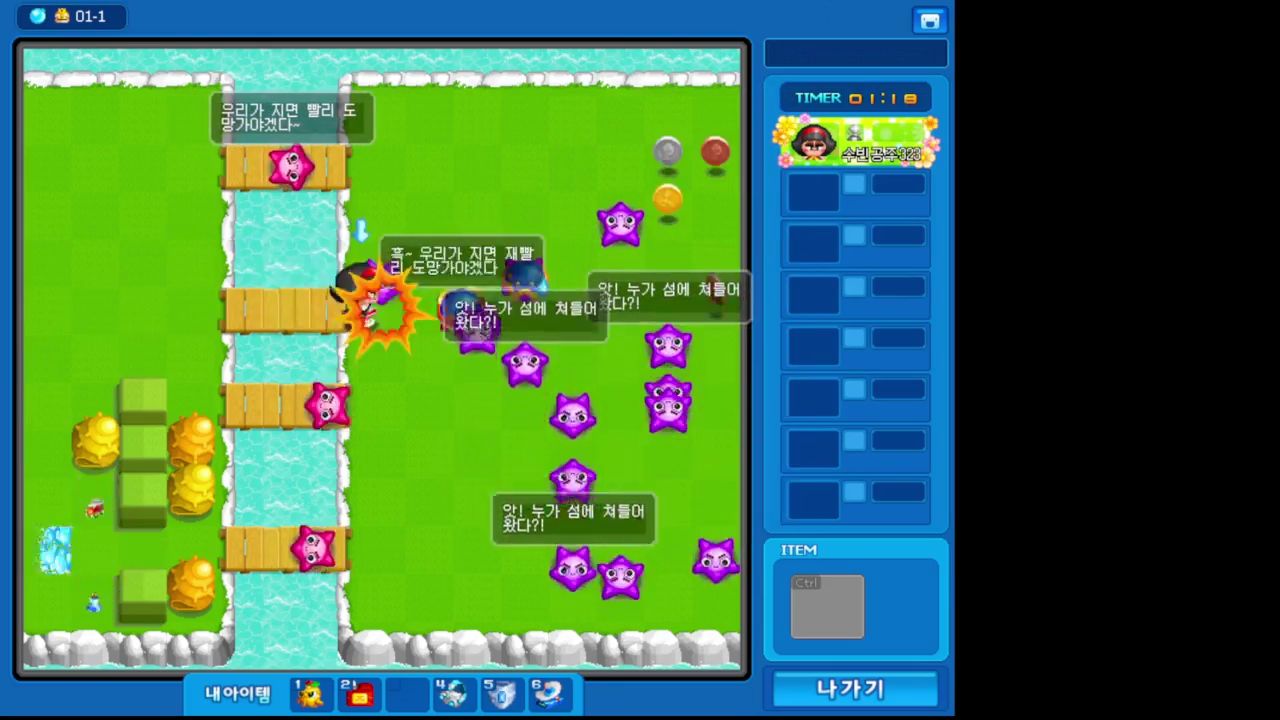 01-1
TIMER 01:18
우리가 지면 빨리 도
망가야겠다~
수빈공주323
흑~ 우리가 지면 재빨
리 도망가야겠다
앗! 누가 섬에 쳐들어
왔다?!
앗! 누가 섬에 쳐들어
왔다?!
앗! 누가 섬에 쳐들어
왔다?!
ITEM
Ctrl
내 아이템
1
2
4
5
6
나가기